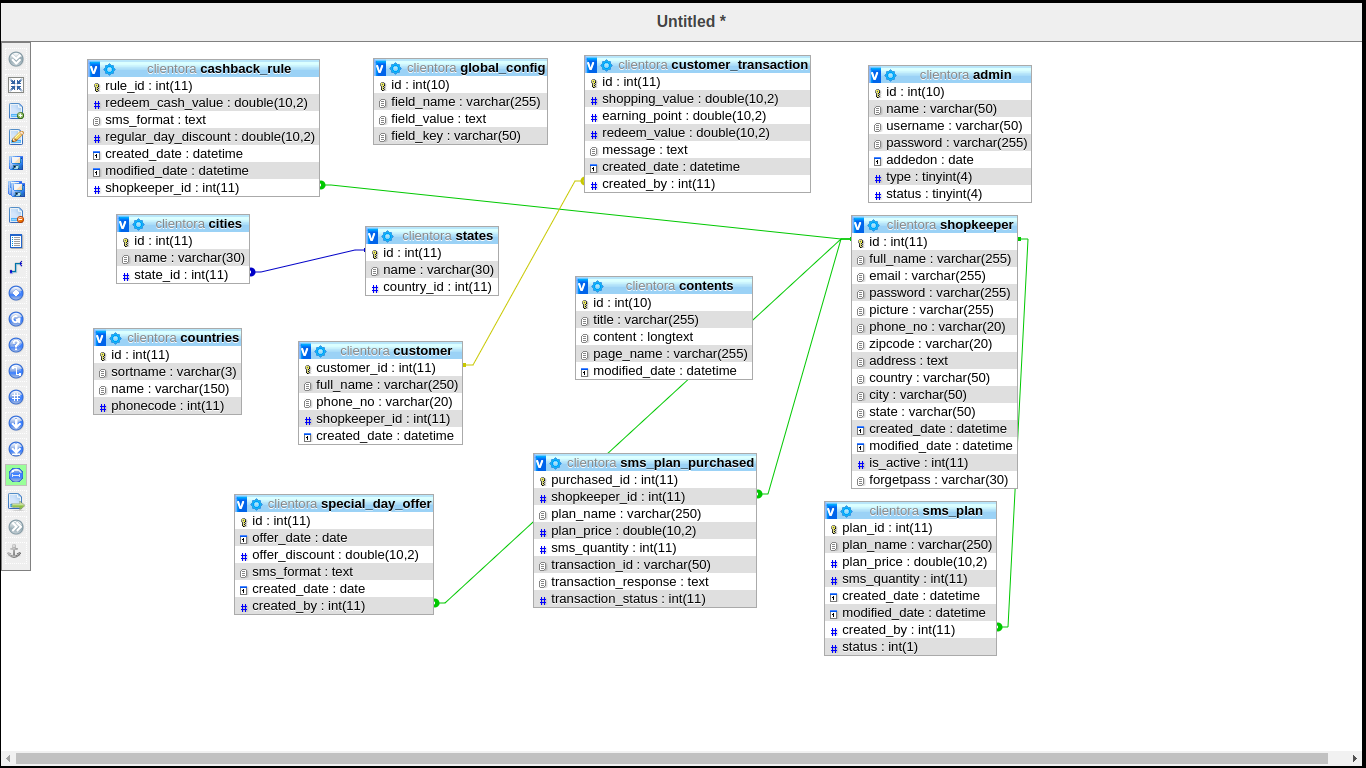 Untitled *
clientora cashback_rule
rule_id : int(11)
redeem_cash_value : double(10,2)
sms_format : text
regular_day_discount : double(10,2)
created_date : datetime
modified_date : datetime
shopkeeper_id : int(11)
clientora global_config
id : int(10)
field_name : varchar(255)
field_value : text
field_key : varchar(50)
clientora customer_transaction
id : int(11)
shopping_value : double(10,2)
earning_point : double(10,2)
redeem_value : double(10,2)
message : text
created_date : datetime
created_by : int(11)
clientora admin
id : int(10)
name : varchar(50)
username : varchar(50)
password : varchar(255)
addedon : date
type : tinyint(4)
status : tinyint(4)
clientora cities
id : int(11)
name : varchar(30)
state_id : int(11)
clientora states
id : int(11)
name : varchar(30)
country_id : int(11)
clientora shopkeeper
id : int(11)
full_name : varchar(255)
email : varchar(255)
password : varchar(255)
picture : varchar(255)
phone_no : varchar(20)
zipcode : varchar(20)
address : text
country : varchar(50)
city : varchar(50)
state : varchar(50)
created_date : datetime
modified_date : datetime
is_active : int(11)
forgetpass : varchar(30)
clientora contents
id : int(10)
title : varchar(255)
content : longtext
page_name : varchar(255)
modified_date : datetime
clientora countries
id : int(11)
sortname : varchar(3)
name : varchar(150)
phonecode : int(11)
clientora customer
customer_id : int(11)
full_name : varchar(250)
phone_no : varchar(20)
shopkeeper_id : int(11)
created_date : datetime
clientora sms_plan_purchased
purchased_id : int(11)
shopkeeper_id : int(11)
plan_name : varchar(250)
plan_price : double(10,2)
sms_quantity : int(11)
transaction_id : varchar(50)
transaction_response : text
transaction_status : int(11)
clientora special_day_offer
id : int(11)
offer_date : date
offer_discount : double(10,2)
sms_format : text
created_date : date
created_by : int(11)
clientora sms_plan
plan_id : int(11)
plan_name : varchar(250)
plan_price : double(10,2)
sms_quantity : int(11)
created_date : datetime
modified_date : datetime
created_by : int(11)
status : int(1)